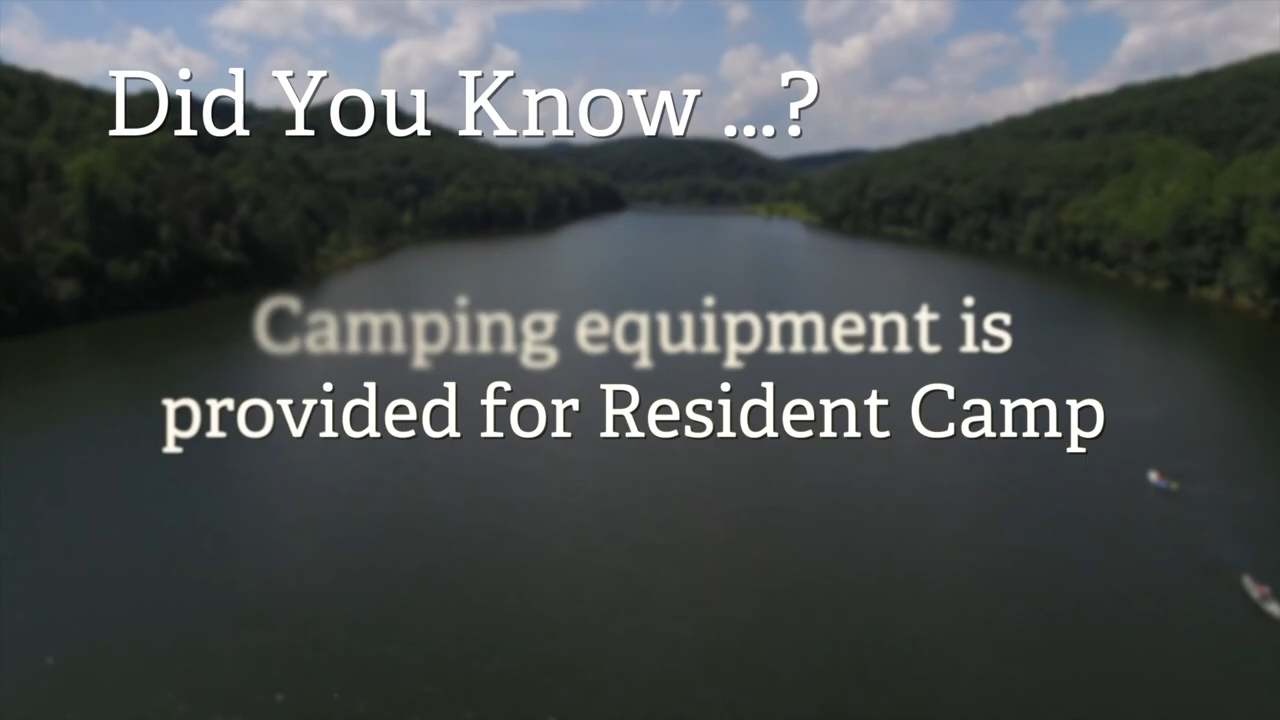 Did You Know ...?
Camping equipment is
provided for Resident Camp